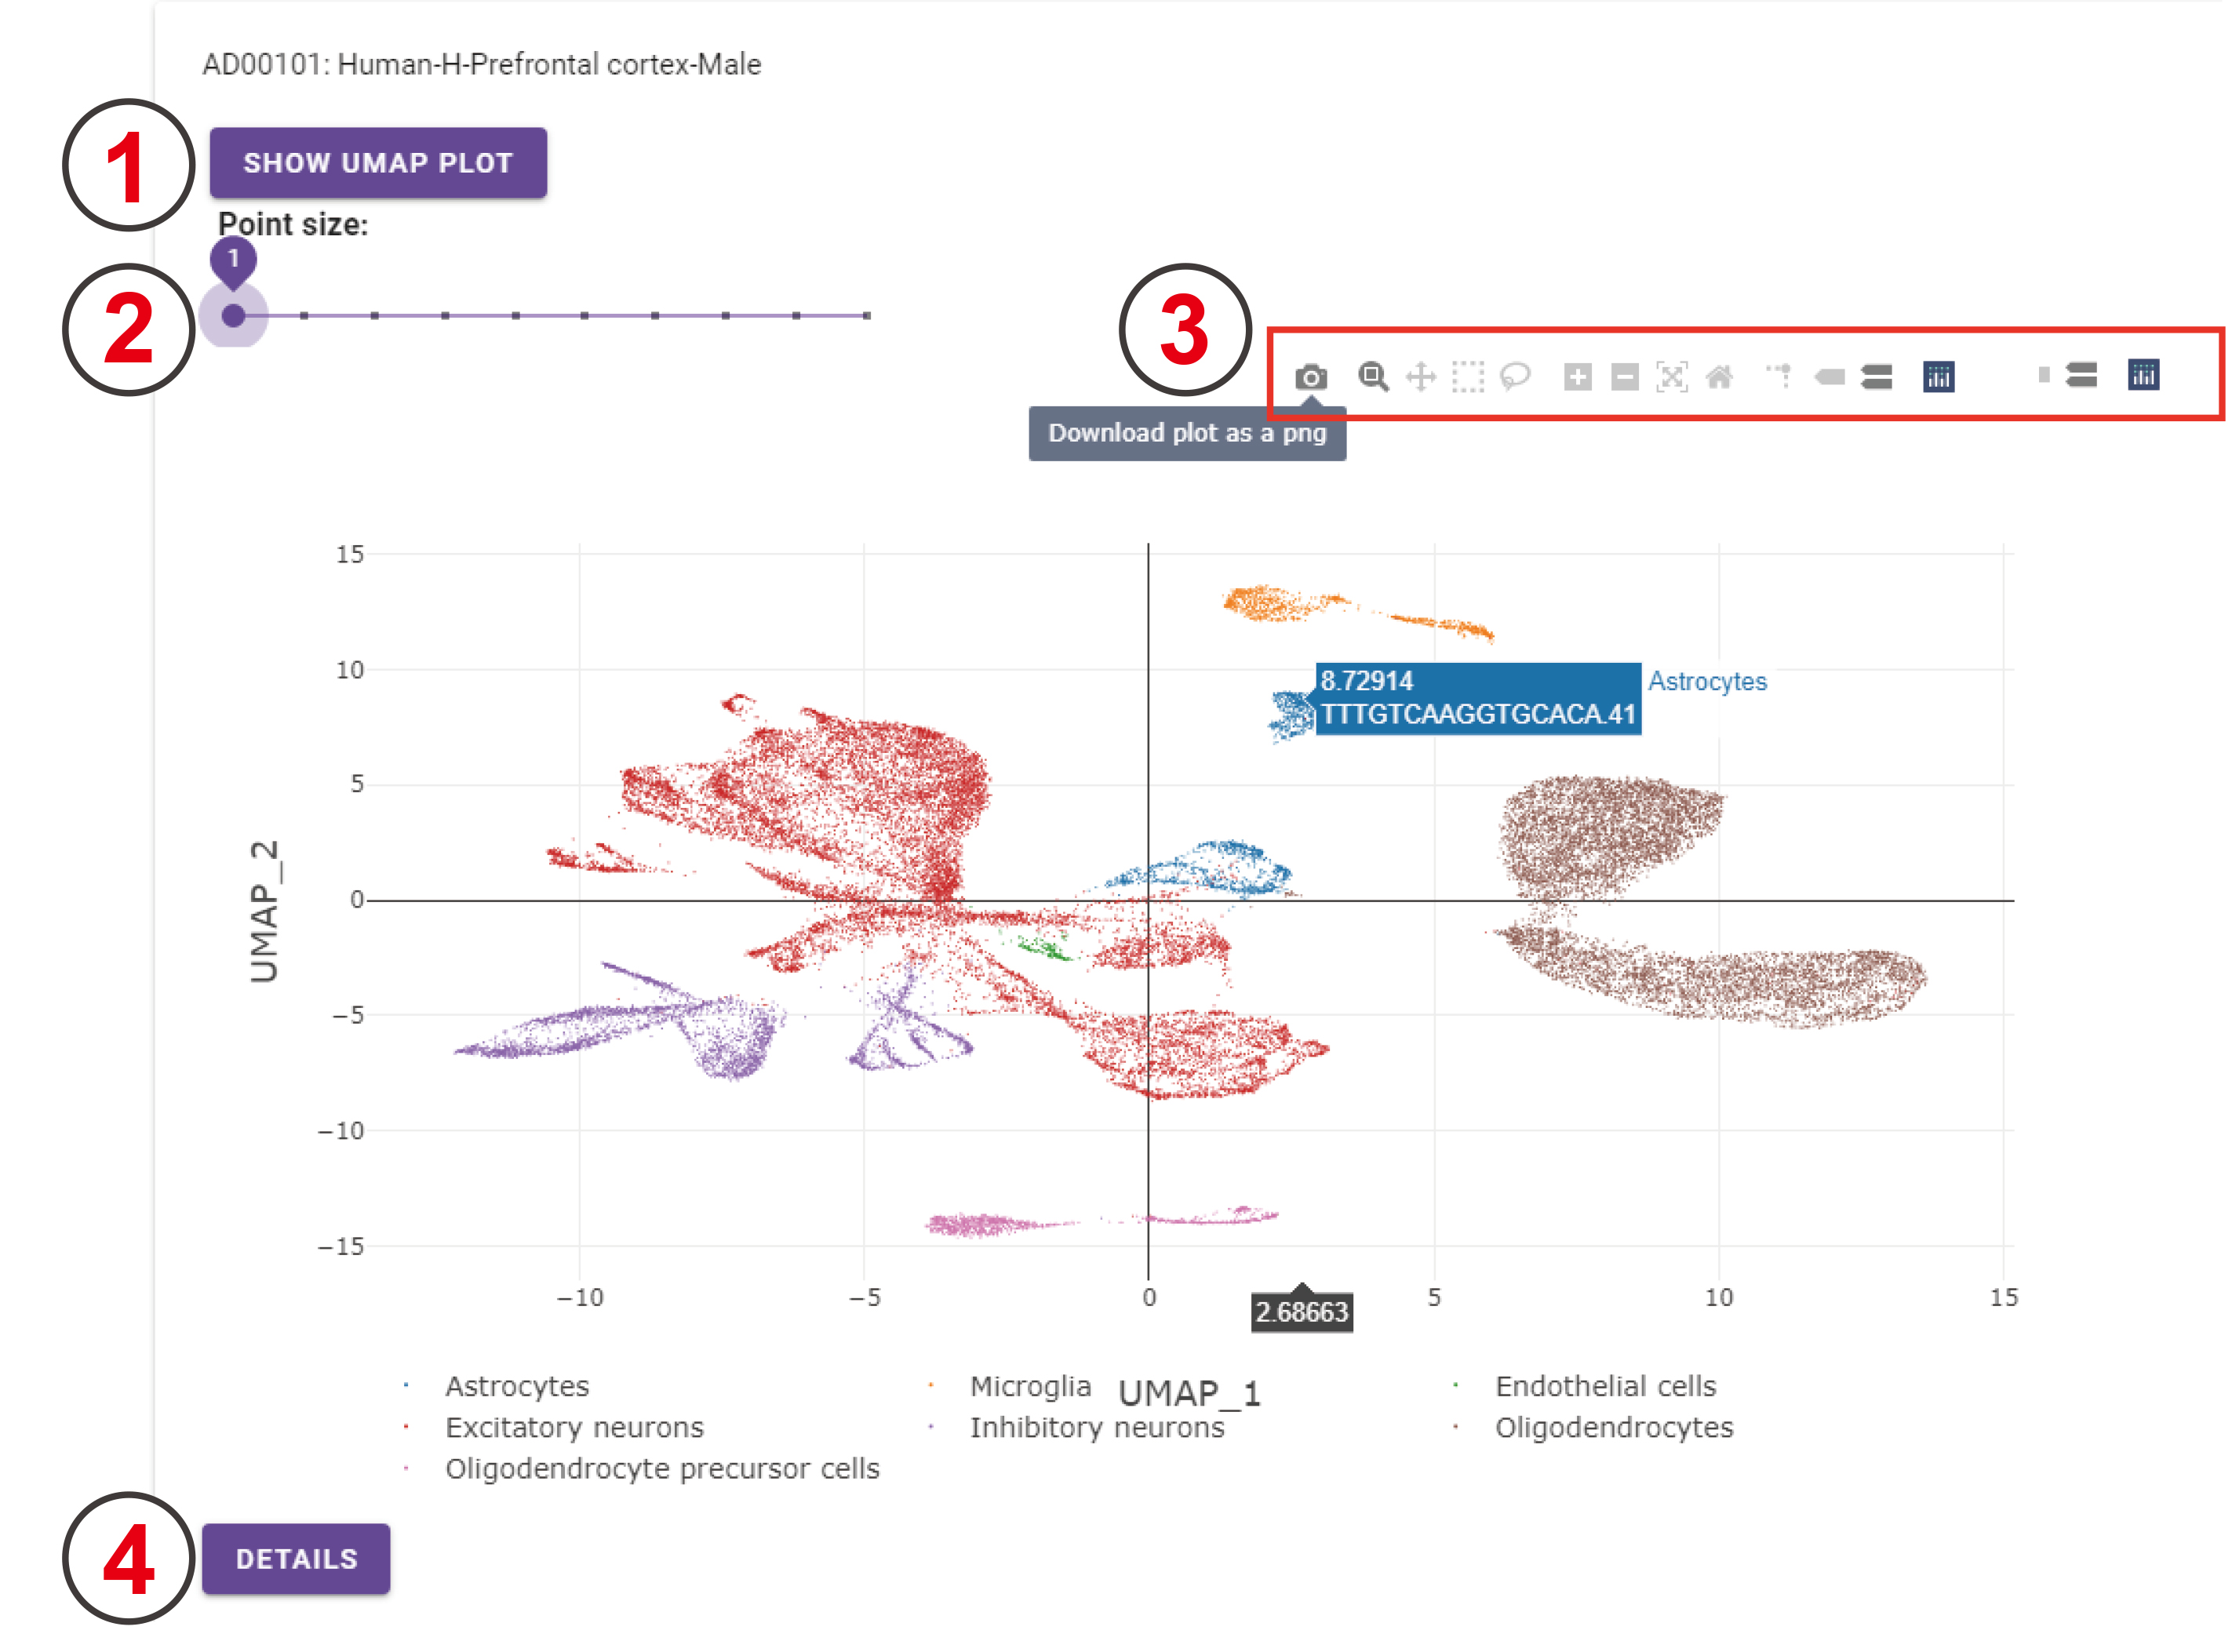 AD00101: Human-H-Prefrontal cortex-Male
1
SHOW UMAP PLOT
Point size:
1
2
3
Download plot as a png
15
10
5
0
−5
−10
−15
UMAP_2
8.72914
TTTGTCAAGGTGCACA.41
Astrocytes
−10
−5
0
5
10
15
2.68663
Astrocytes
Microglia
Endothelial cells
UMAP_1
Excitatory neurons
Inhibitory neurons
Oligodendrocytes
Oligodendrocyte precursor cells
4
DETAILS